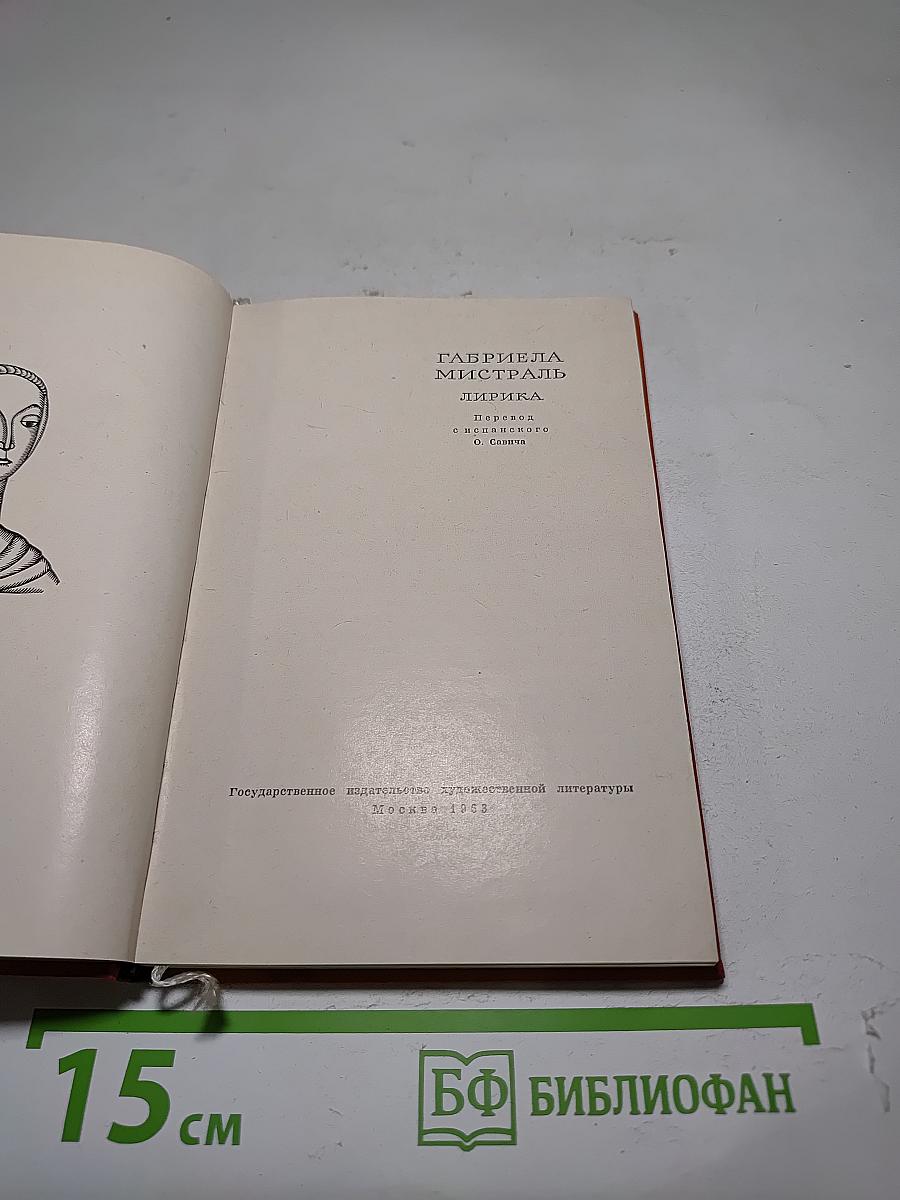 ГАБРИЕЛА
МИСТРАЛЬ
ЛИРИКА
Перевод
с испанского
О. Савича
Государственное издательство художественной литературы
Москва 1963
15 см
БФ БИБЛИОФАН